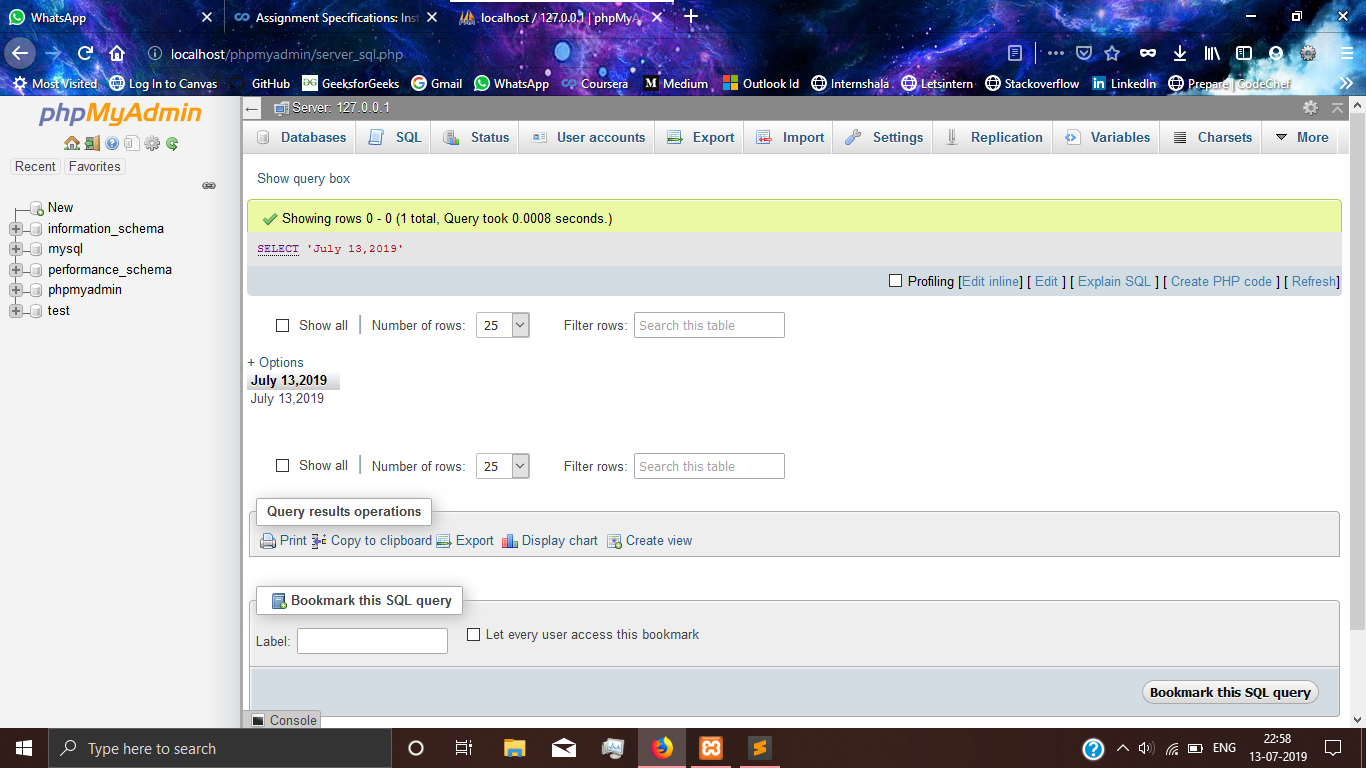 WhatsApp
Assignment Specifications: Inst
localhost / 127.0.0.1 | phpMyA
localhost/phpmyadmin/server_sql.php
Most Visited
Log In to Canvas
GitHub
GeeksforGeeks
Gmail
WhatsApp
Coursera
Medium
Outlook Id
Internshala
Letsintern
Stackoverflow
LinkedIn
Prepare | CodeChef
phpMyAdmin
Recent
Favorites
New
information_schema
mysql
performance_schema
phpmyadmin
test
Server: 127.0.0.1
Databases
SQL
Status
User accounts
Export
Import
Settings
Replication
Variables
Charsets
More
Show query box
Showing rows 0 - 0 (1 total, Query took 0.0008 seconds.)
SELECT 'July 13,2019'
Profiling [Edit inline] [ Edit ] [ Explain SQL ] [ Create PHP code ] [ Refresh]
Show all
Number of rows: 25
Filter rows: Search this table
+ Options
July 13,2019
July 13,2019
Show all
Number of rows: 25
Filter rows: Search this table
Query results operations
Print
Copy to clipboard
Export
Display chart
Create view
Bookmark this SQL query
Label:
Let every user access this bookmark
Bookmark this SQL query
Console
Type here to search
ENG
22:58
13-07-2019